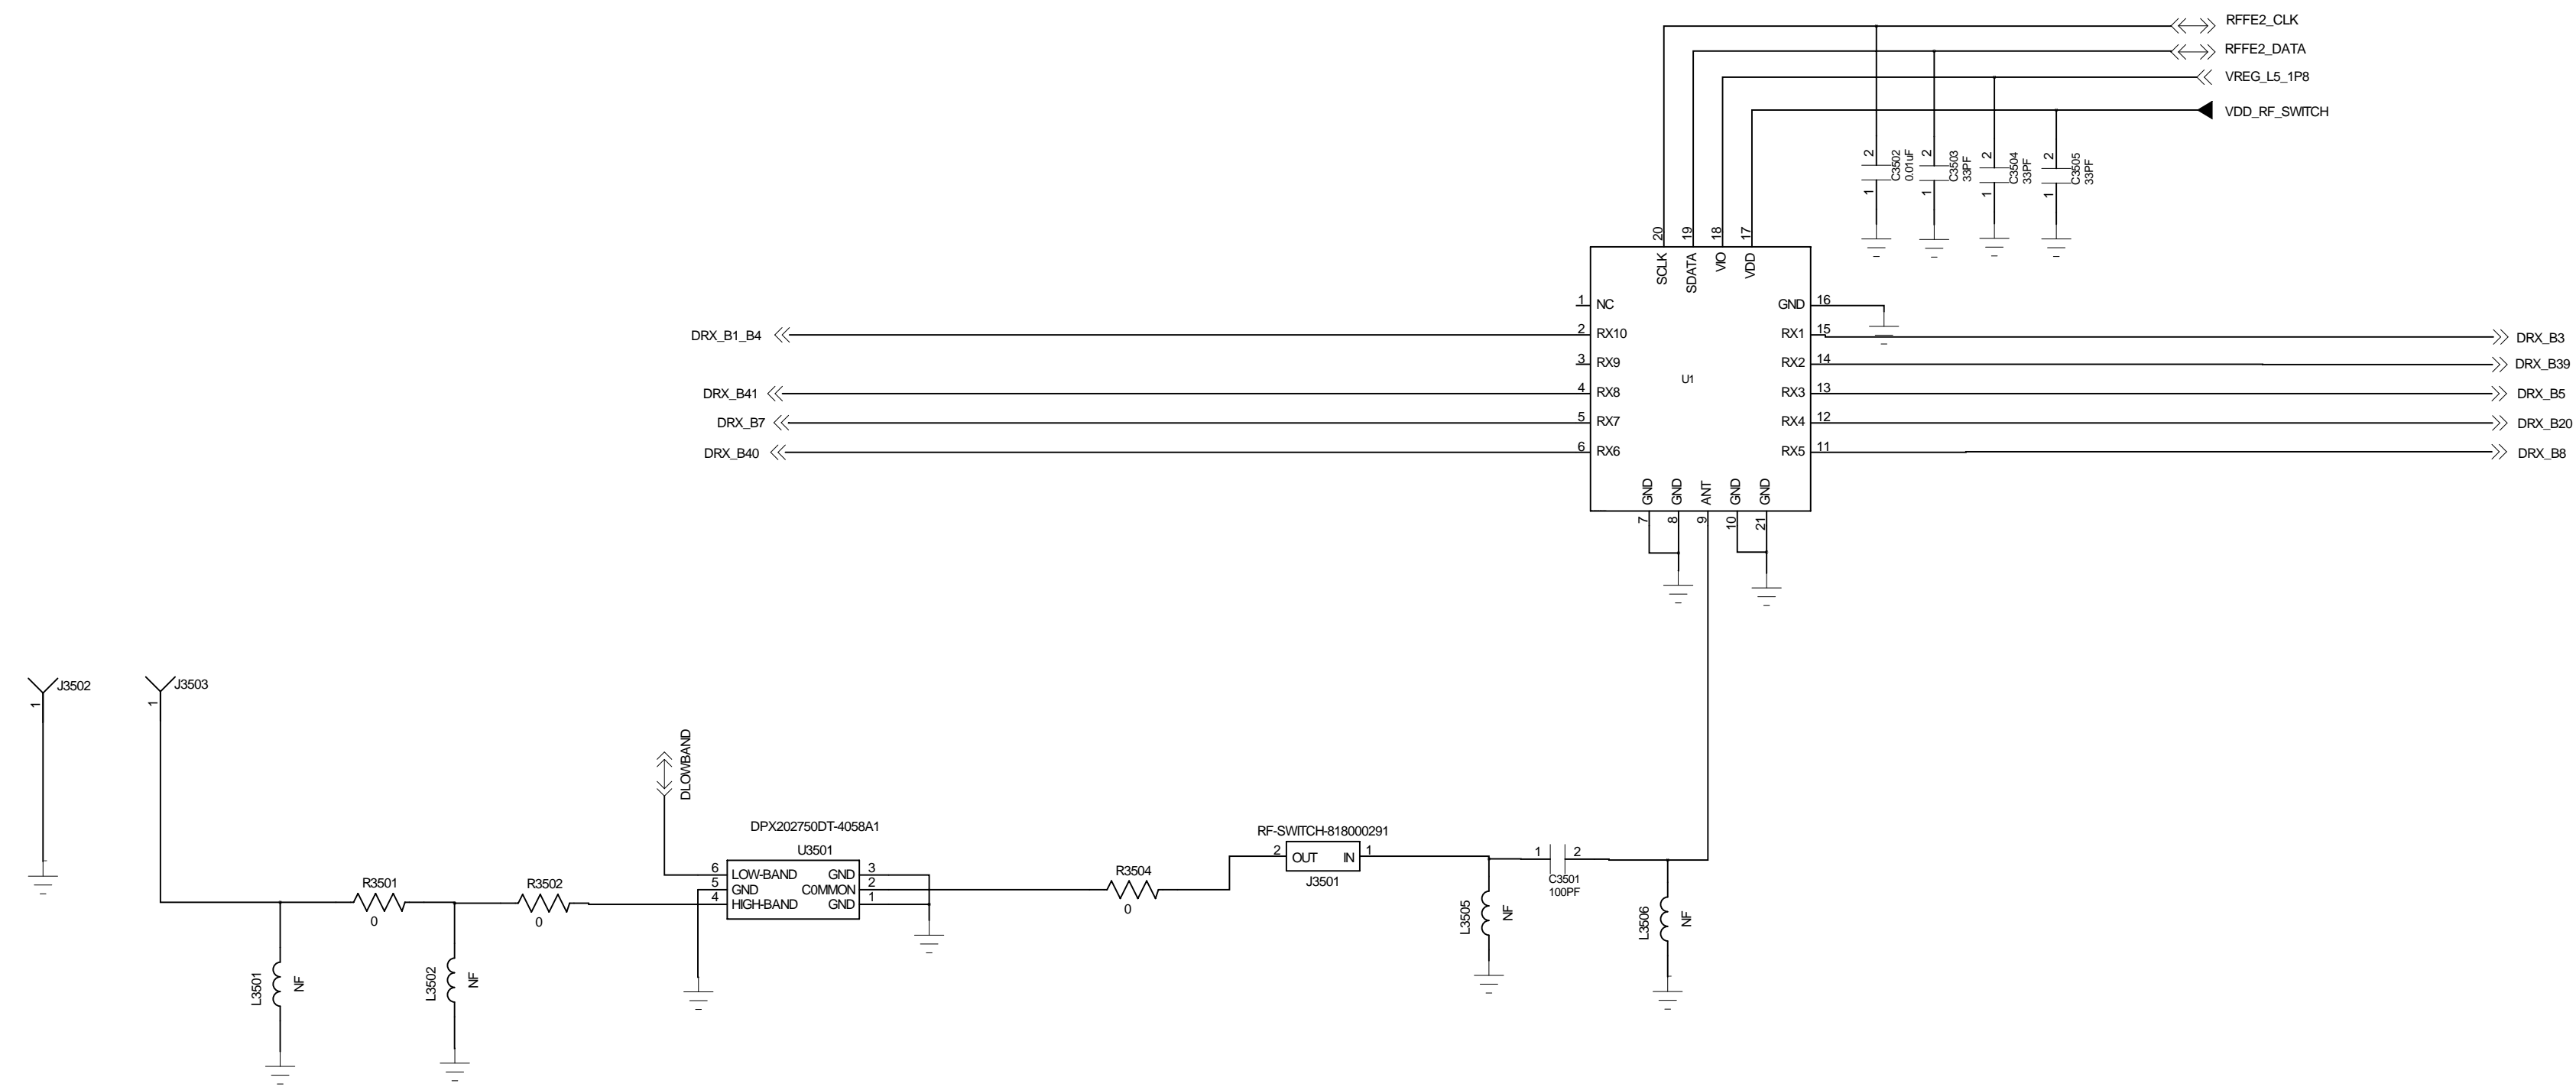 RFFE2_CLK
RFFE2_DATA
VREG_L5_1P8
VDD_RF_SWITCH
2
C3502
0.01uF
1
2
C3503
33PF
1
2
C3504
33PF
1
2
C3505
33PF
1
20
19
18
17
SCLK
SDATA
VIO
VDD
1 NC
GND 16
DRX_B1_B4
2 RX10
RX1 15
DRX_B3
3 RX9
RX2 14
DRX_B39
U1
DRX_B41
4 RX8
RX3 13
DRX_B5
DRX_B7
5 RX7
RX4 12
DRX_B20
DRX_B40
6 RX6
RX5 11
DRX_B8
GND
GND
ANT
GND
GND
7
8
9
10
21
J3502
1
J3503
1
DLOWBAND
DPX202750DT-4058A1
U3501
6 LOW-BAND GND 3
5 GND C0MMON 2
4 HIGH-BAND GND 1
R3501
0
R3502
0
R3504
0
RF-SWITCH-818000291
2 OUT IN 1
J3501
1 2
C3501
100PF
L3505
NF
L3506
NF
L3501
NF
L3502
NF